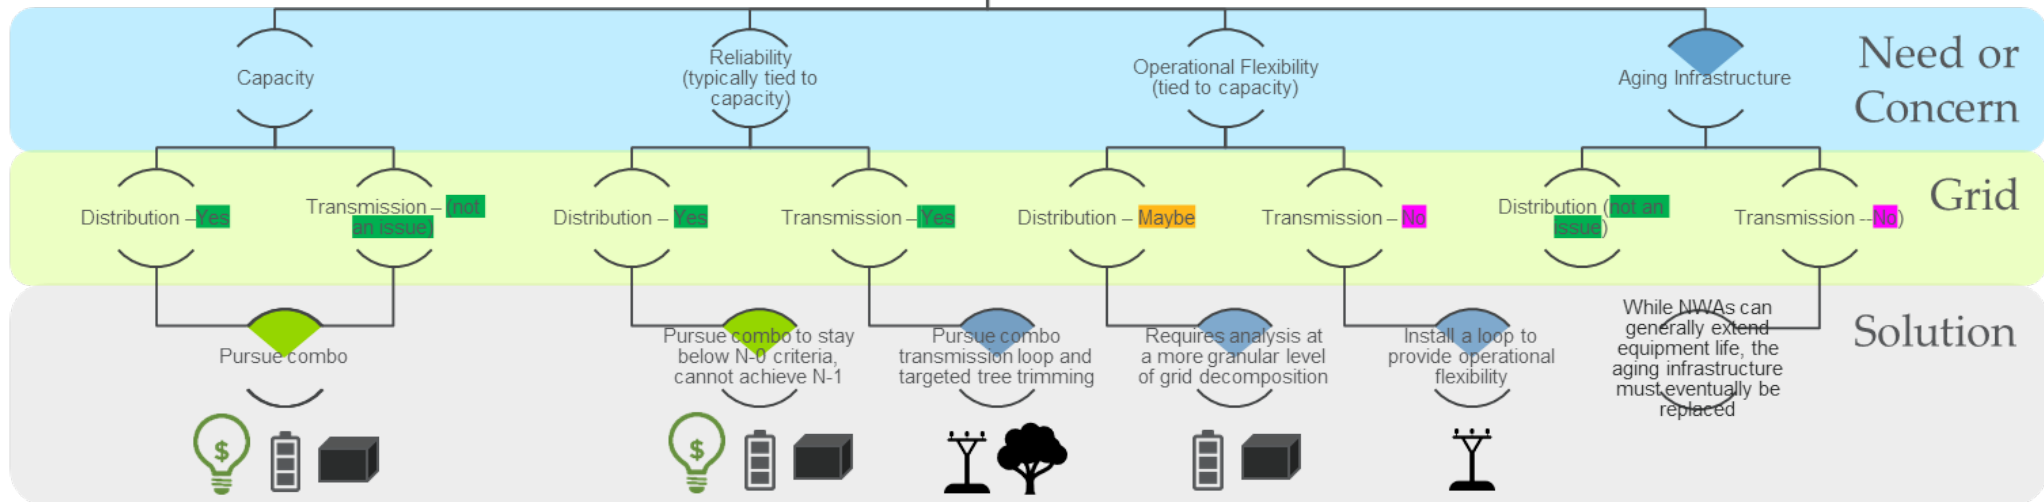 Capacity
Reliability
(typically tied to
capacity)
Operational Flexibility
(tied to capacity)
Aging Infrastructure
Need or
Concern
Distribution –Yes
Transmission – (not
an issue)
Distribution – Yes
Transmission – Yes
Distribution – Maybe
Transmission – No
Distribution (not an
issue)
Transmission --No)
Grid
Pursue combo
Pursue combo to stay
below N-0 criteria,
cannot achieve N-1
Pursue combo
transmission loop and
targeted tree trimming
Requires analysis at
a more granular level
of grid decomposition
Install a loop to
provide operational
flexibility
While NWAs can
generally extend
equipment life, the
aging infrastructure
must eventually be
replaced
Solution
$
$